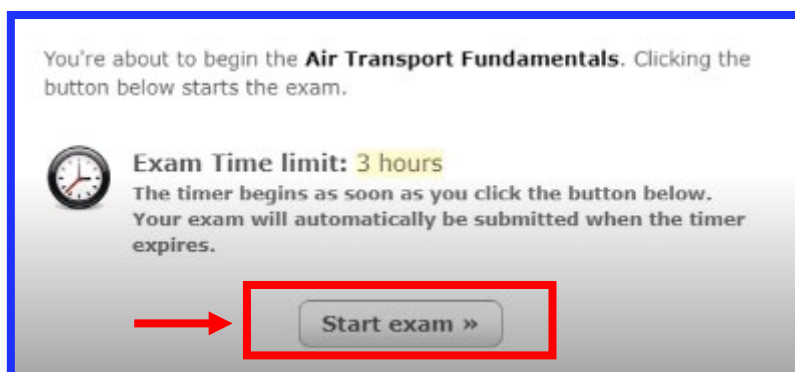 You're about to begin the Air Transport Fundamentals. Clicking the
button below starts the exam.
Exam Time limit: 3 hours
The timer begins as soon as you click the button below.
Your exam will automatically be submitted when the timer
expires.
Start exam »